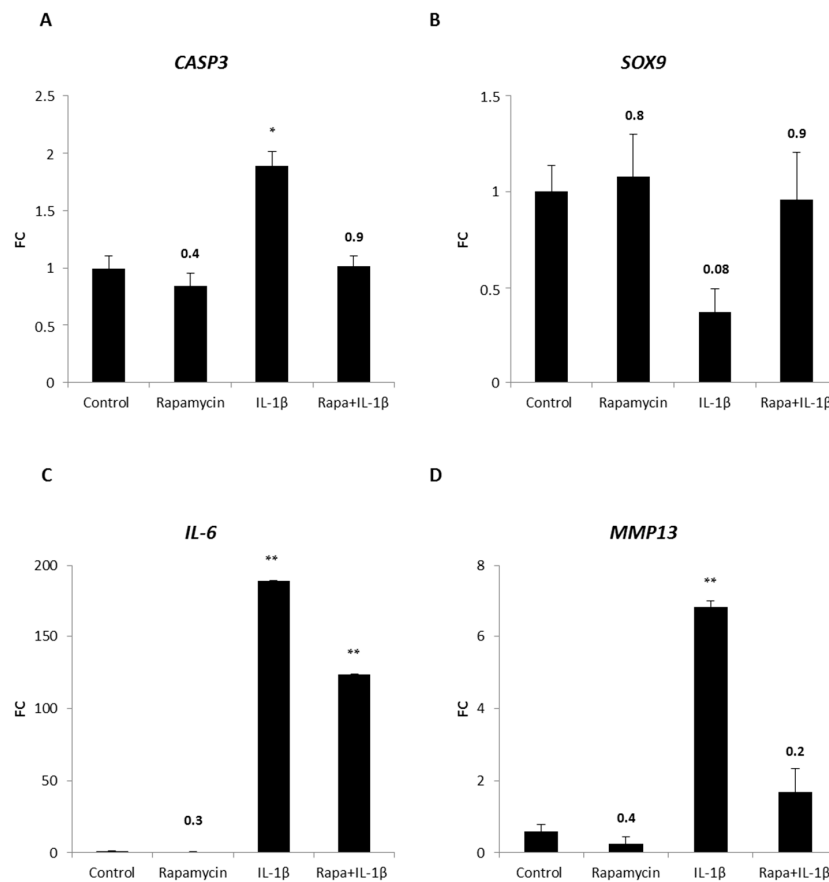 A
CASP3
2.5
2
1.5
1
0.5
0
FC
0.4
*
0.9
Control Rapamycin IL-1β Rapa+IL-1β
B
SOX9
1.5
1
0.5
0
FC
0.8
0.08
0.9
Control Rapamycin IL-1β Rapa+IL-1β
C
IL-6
200
150
100
50
0
FC
0.3
**
**
Control Rapamycin IL-1β Rapa+IL-1β
D
MMP13
8
6
4
2
0
FC
0.4
**
0.2
Control Rapamycin IL-1β Rapa+IL-1β